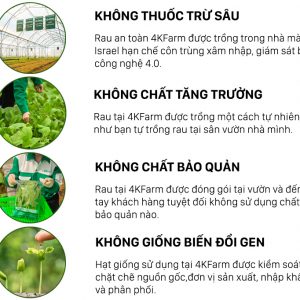 KHÔNG THUỐC TRỪ SÂU
Rau an toàn 4KFarm được trồng trong nhà mà
Israel hạn chế côn trùng xâm nhập, giám sát b
công nghệ 4.0.
KHÔNG CHẤT TĂNG TRƯỞNG
Rau tại 4KFarm được trồng một cách tự nhiê
như bạn tự trồng rau tại sân vườn nhà mình.
KHÔNG CHẤT BẢO QUẢN
Rau tại 4KFarm được đóng gói tại vườn và đế
tay khách hàng tuyệt đối không sử dụng chất
bảo quản nào.
KHÔNG GIỐNG BIẾN ĐỔI GEN
Hạt giống sử dụng tại 4KFarm được kiểm soá
chặt chẽ nguồn gốc,đơn vị sản xuất, nhập khẩ
và phân phối.